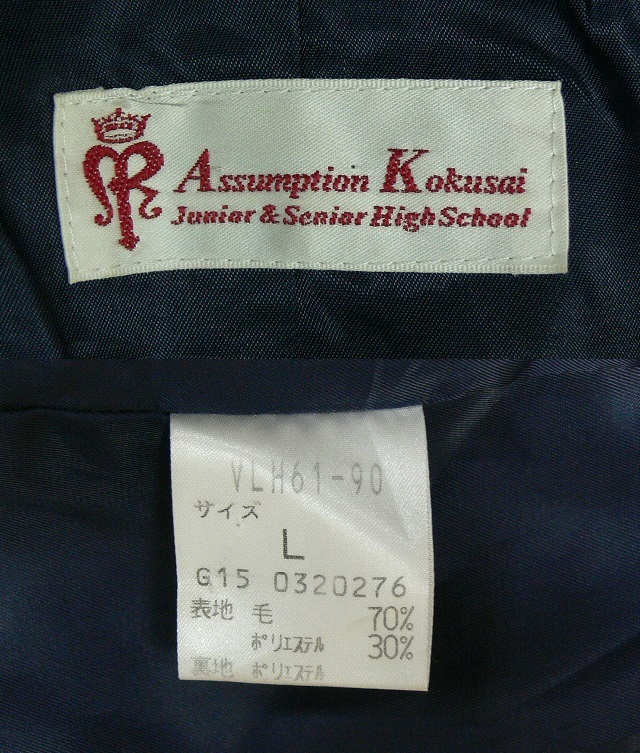 Assumption Kokusai
Junior & Senior High School
VLH61-90
サイズ
L
G15 0320276
表地 毛 70%
ポリエステル 30%
裏地 ポリエステル